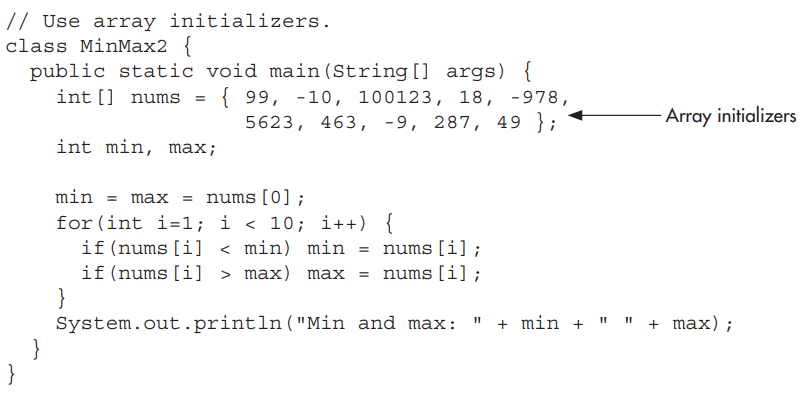 // Use array initializers.
class MinMax2 {
  public static void main(String[] args) {
    int[] nums = { 99, -10, 100123, 18, -978,
                   5623, 463, -9, 287, 49 };
Array initializers
    int min, max;

    min = max = nums[0];
    for(int i=1; i < 10; i++) {
      if(nums[i] < min) min = nums[i];
      if(nums[i] > max) max = nums[i];
    }
    System.out.println("Min and max: " + min + " " + max);
  }
}